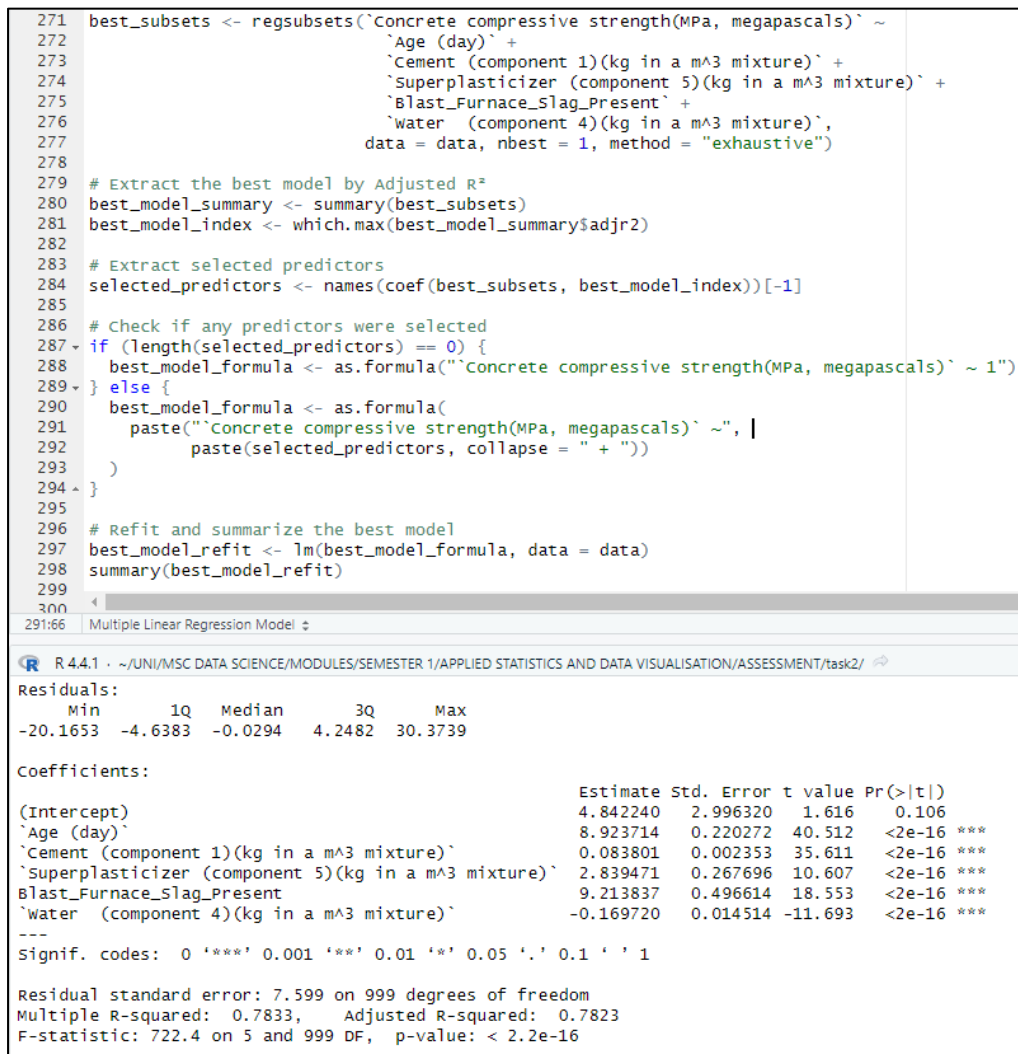 271 best_subsets <- regsubsets(`Concrete compressive strength(MPa, megapascals)` ~
272 `Age (day)` +
273 `Cement (component 1)(kg in a m^3 mixture)` +
274 `Superplasticizer (component 5)(kg in a m^3 mixture)` +
275 `Blast_Furnace_Slag_Present` +
276 `Water  (component 4)(kg in a m^3 mixture)`,
277 data = data, nbest = 1, method = "exhaustive")
278
279 # Extract the best model by Adjusted R²
280 best_model_summary <- summary(best_subsets)
281 best_model_index <- which.max(best_model_summary$adjr2)
282
283 # Extract selected predictors
284 selected_predictors <- names(coef(best_subsets, best_model_index))[-1]
285
286 # Check if any predictors were selected
287 if (length(selected_predictors) == 0) {
288 best_model_formula <- as.formula("`Concrete compressive strength(MPa, megapascals)` ~ 1")
289 } else {
290 best_model_formula <- as.formula(
291 paste("`Concrete compressive strength(MPa, megapascals)` ~",
292 paste(selected_predictors, collapse = " + "))
293 )
294 }
295
296 # Refit and summarize the best model
297 best_model_refit <- lm(best_model_formula, data = data)
298 summary(best_model_refit)
299
300
291:66 Multiple Linear Regression Model
R R 4.4.1 · ~/UNI/MSC DATA SCIENCE/MODULES/SEMESTER 1/APPLIED STATISTICS AND DATA VISUALISATION/ASSESSMENT/task2/
Residuals:
Min 1Q Median 3Q Max
-20.1653 -4.6383 -0.0294 4.2482 30.3739
Coefficients:
Estimate Std. Error t value Pr(>|t|)
(Intercept) 4.842240 2.996320 1.616 0.106
`Age (day)` 8.923714 0.220272 40.512 <2e-16 ***
`Cement (component 1)(kg in a m^3 mixture)` 0.083801 0.002353 35.611 <2e-16 ***
`Superplasticizer (component 5)(kg in a m^3 mixture)` 2.839471 0.267696 10.607 <2e-16 ***
Blast_Furnace_Slag_Present 9.213837 0.496614 18.553 <2e-16 ***
`Water  (component 4)(kg in a m^3 mixture)` -0.169720 0.014514 -11.693 <2e-16 ***
---
Signif. codes:  0 ‘***’ 0.001 ‘**’ 0.01 ‘*’ 0.05 ‘.’ 0.1 ‘ ’ 1
Residual standard error: 7.599 on 999 degrees of freedom
Multiple R-squared:  0.7833, Adjusted R-squared:  0.7823
F-statistic: 722.4 on 5 and 999 DF,  p-value: < 2.2e-16